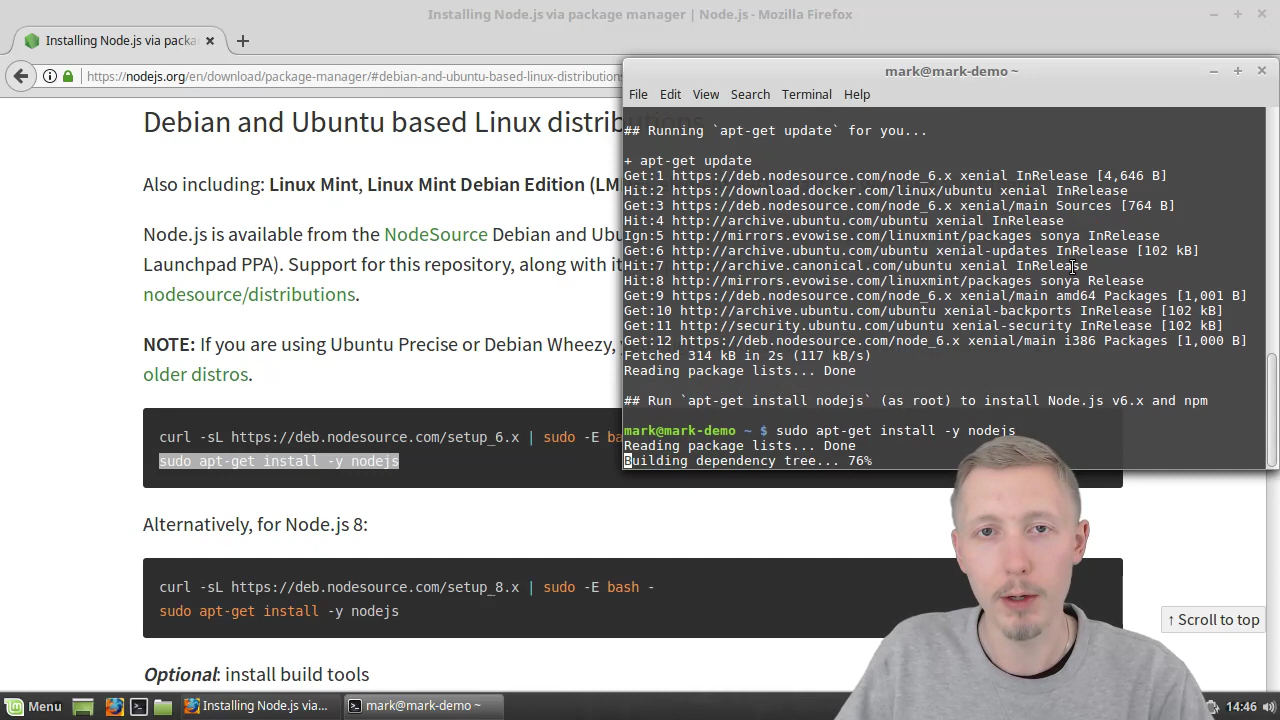 Installing Node.js via package manager | Node.js - Mozilla Firefox
Installing Node.js via packa
https://nodejs.org/en/download/package-manager/#debian-and-ubuntu-based-linux-distributions
Debian and Ubuntu based Linux distributions
Also including: Linux Mint, Linux Mint Debian Edition (LM
Node.js is available from the NodeSource Debian and Ubu
Launchpad PPA). Support for this repository, along with it
nodesource/distributions.
NOTE: If you are using Ubuntu Precise or Debian Wheezy,
older distros.
curl -sL https://deb.nodesource.com/setup_6.x | sudo -E ba
sudo apt-get install -y nodejs
Alternatively, for Node.js 8:
curl -sL https://deb.nodesource.com/setup_8.x | sudo -E bash -
sudo apt-get install -y nodejs
Optional: install build tools
↑ Scroll to top
mark@mark-demo ~
File Edit View Search Terminal Help
## Running `apt-get update` for you...
+ apt-get update
Get:1 https://deb.nodesource.com/node_6.x xenial InRelease [4,646 B]
Hit:2 https://download.docker.com/linux/ubuntu xenial InRelease
Get:3 https://deb.nodesource.com/node_6.x xenial/main Sources [764 B]
Hit:4 http://archive.ubuntu.com/ubuntu xenial InRelease
Ign:5 http://mirrors.evowise.com/linuxmint/packages sonya InRelease
Get:6 http://archive.ubuntu.com/ubuntu xenial-updates InRelease [102 kB]
Hit:7 http://archive.canonical.com/ubuntu xenial InRelease
Hit:8 http://mirrors.evowise.com/linuxmint/packages sonya Release
Get:9 https://deb.nodesource.com/node_6.x xenial/main amd64 Packages [1,001 B]
Get:10 http://archive.ubuntu.com/ubuntu xenial-backports InRelease [102 kB]
Get:11 http://security.ubuntu.com/ubuntu xenial-security InRelease [102 kB]
Get:12 https://deb.nodesource.com/node_6.x xenial/main i386 Packages [1,000 B]
Fetched 314 kB in 2s (117 kB/s)
Reading package lists... Done
## Run `apt-get install nodejs` (as root) to install Node.js v6.x and npm
mark@mark-demo ~ $ sudo apt-get install -y nodejs
Reading package lists... Done
Building dependency tree... 76%
Menu
Installing Node.js via...
mark@mark-demo ~
14:46